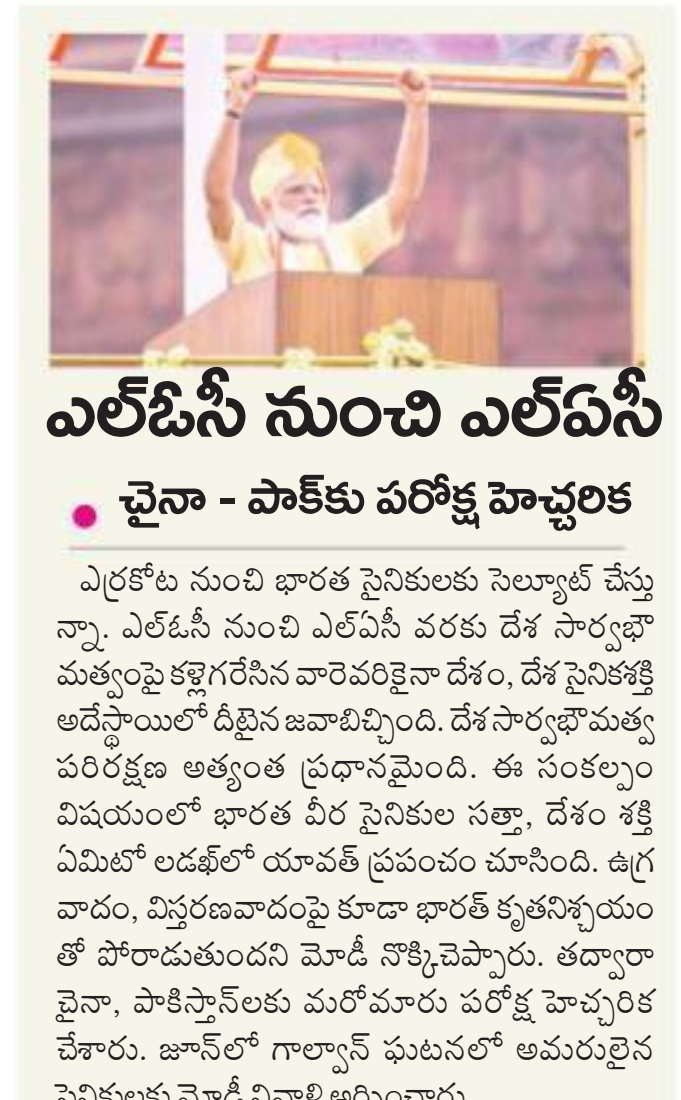 ఎల్ఓసీ నుంచి ఎల్ఏసీ
చైనా - పాక్‌కు పరోక్ష హెచ్చరిక
ఎర్రకోట నుంచి భారత సైనికులకు సెల్యూట్ చేస్తు
న్నా. ఎల్ఓసీ నుంచి ఎల్ఏసీ వరకు దేశ సార్వభౌ
మత్వంపై కళ్లెగరేసిన వారెవరికైనా దేశం, దేశ సైనికశక్తి
అదేస్థాయిలో దీటైన జవాబిచ్చింది. దేశ సార్వభౌమత్వ
పరిరక్షణ అత్యంత ప్రధానమైంది. ఈ సంకల్పం
విషయంలో భారత వీర సైనికుల సత్తా, దేశం శక్తి
ఏమిటో లడఖ్‌లో యావత్ ప్రపంచం చూసింది. ఉగ్ర
వాదం, విస్తరణవాదంపై కూడా భారత్ కృతనిశ్చయం
తో పోరాడుతుందని మోడీ నొక్కిచెప్పారు. తద్వారా
చైనా, పాకిస్తాన్‌లకు మరోమారు పరోక్ష హెచ్చరిక
చేశారు. జూన్‌లో గాల్వాన్ ఘటనలో అమరులైన
సైనికులకు మోడీ నివాళి అర్పించారు.